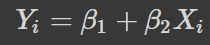 Yᵢ = β₁ + β₂Xᵢ